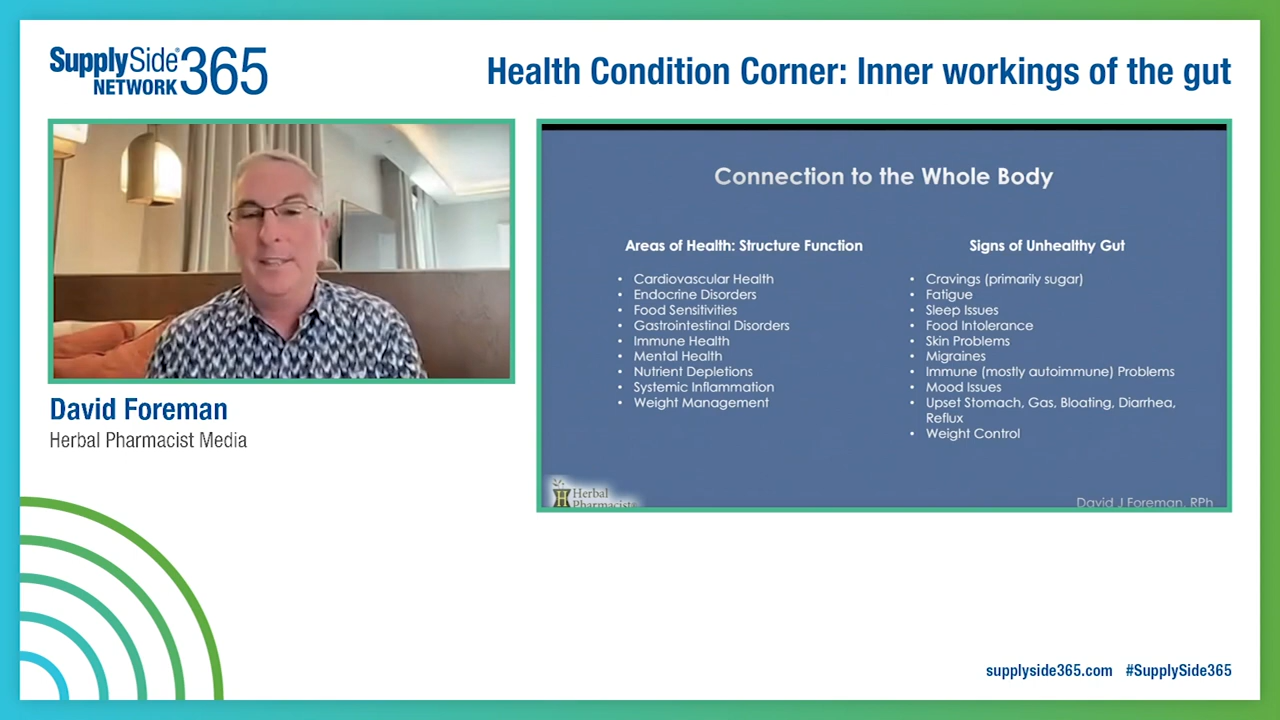 SupplySide®365
NETWORK
Health Condition Corner: Inner workings of the gut
David Foreman
Herbal Pharmacist Media
Connection to the Whole Body
Areas of Health: Structure Function
• Cardiovascular Health
• Endocrine Disorders
• Food Sensitivities
• Gastrointestinal Disorders
• Immune Health
• Mental Health
• Nutrient Depletions
• Systemic Inflammation
• Weight Management
Signs of Unhealthy Gut
• Cravings (primarily sugar)
• Fatigue
• Sleep Issues
• Food Intolerance
• Skin Problems
• Migraines
• Immune (mostly autoimmune) Problems
• Mood Issues
• Upset Stomach, Gas, Bloating, Diarrhea,
Reflux
• Weight Control
H Herbal
Pharmacist
David J Foreman, RPh
supplyside365.com #SupplySide365